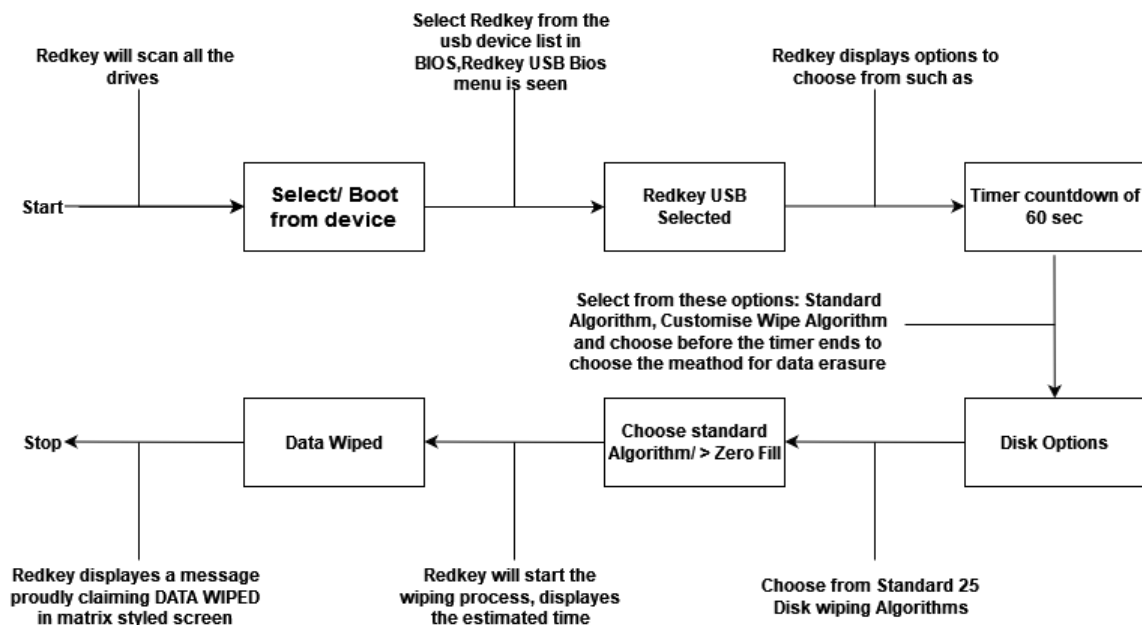 Redkey will scan all the
drives
Select Redkey from the
usb device list in
BIOS,Redkey USB Bios
menu is seen
Redkey displays options to
choose from such as
Start
Select/ Boot
from device
Redkey USB
Selected
Timer countdown of
60 sec
Select from these options: Standard
Algorithm, Customise Wipe Algorithm
and choose before the timer ends to
choose the meathod for data erasure
Disk Options
Choose standard
Algorithm/ > Zero Fill
Data Wiped
Stop
Choose from Standard 25
Disk wiping Algorithms
Redkey will start the
wiping process, displayes
the estimated time
Redkey displayes a message
proudly claiming DATA WIPED
in matrix styled screen